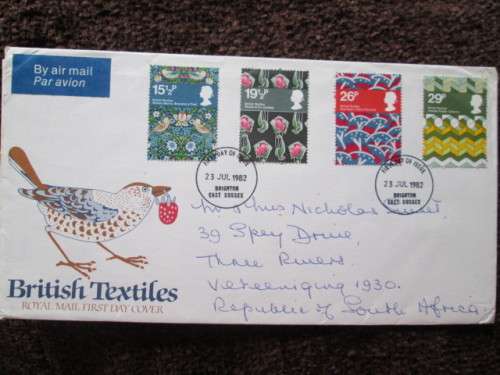 By air mail
Par avion
15½P
19½P
26P
29P
FIRST DAY OF ISSUE
23 JUL 1982
BRIGHTON
EAST SUSSEX
FIRST DAY OF ISSUE
23 JUL 1982
BRIGHTON
EAST SUSSEX
Nicholas
39 Spey Drive,
Three Rivers.
Vereeniging 1930.
Republic of South Africa
British Textiles
ROYAL MAIL FIRST DAY COVER